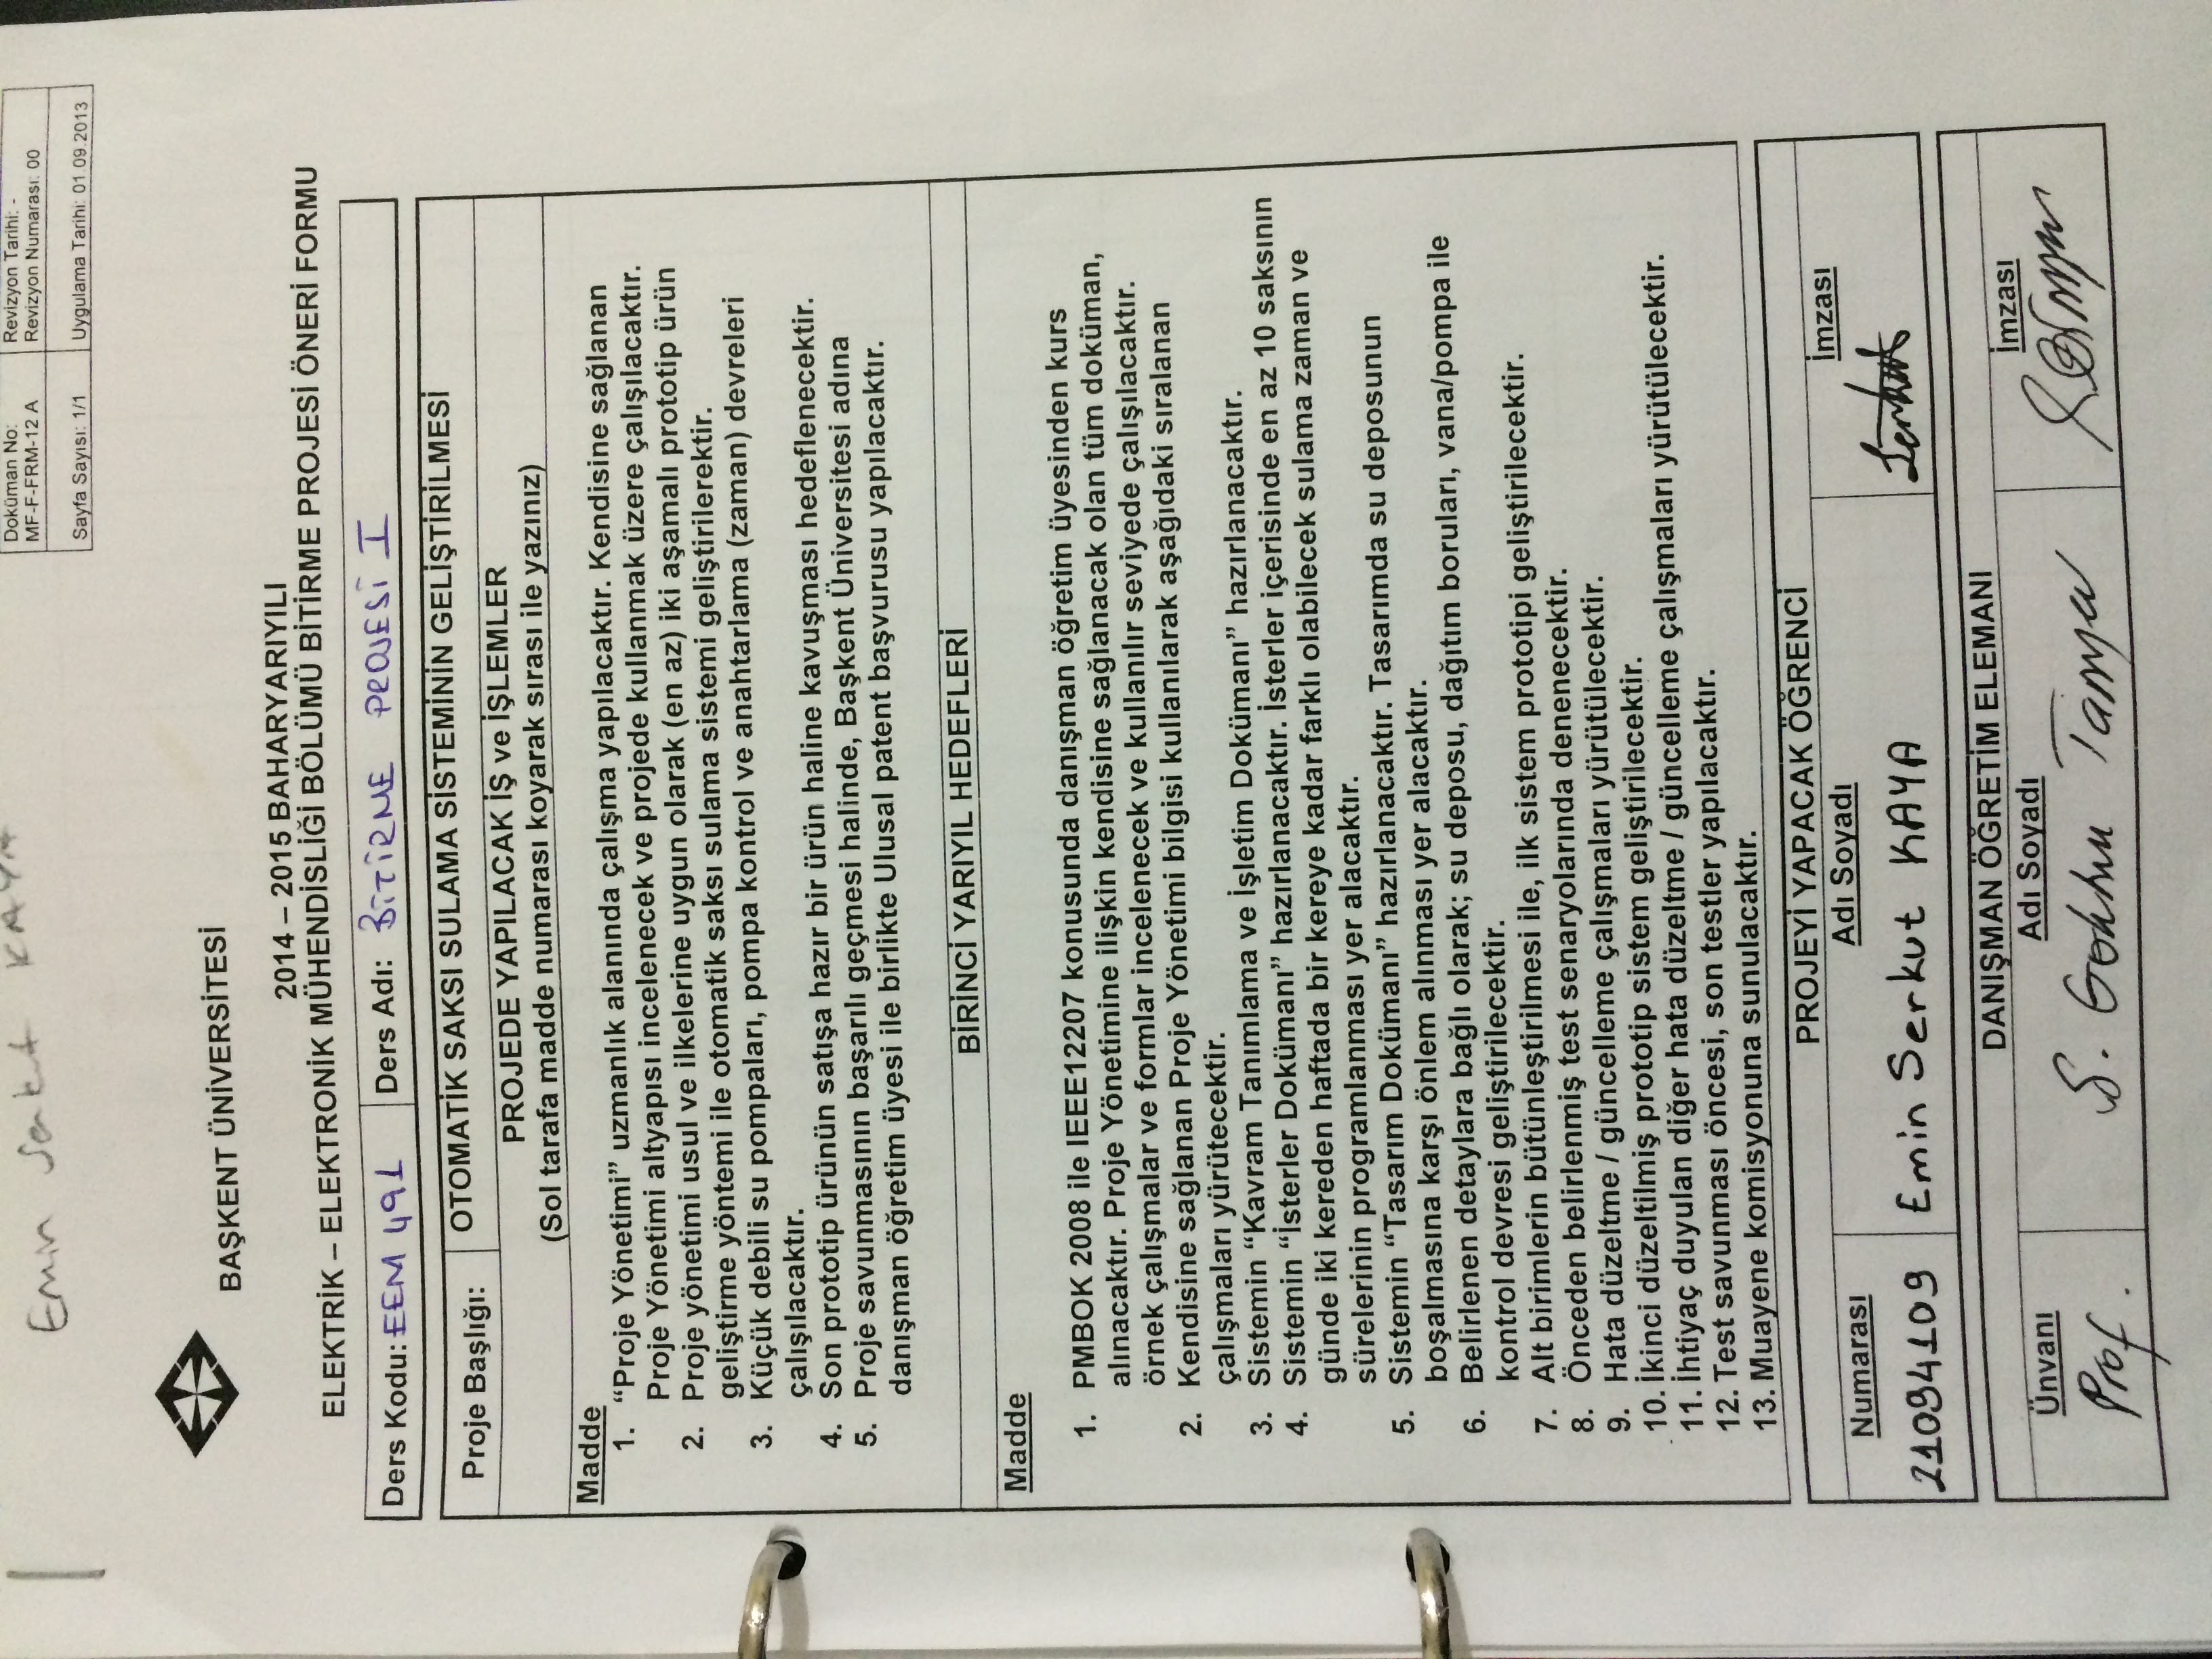 Emin Serkut KAYA
Doküman No:
MF-F-FRM-12 A
Revizyon Tarihi: -
Revizyon Numarası: 00
Sayfa Sayısı: 1/1
Uygulama Tarihi: 01.09.2013
BAŞKENT ÜNİVERSİTESİ
2014 – 2015 BAHARYARIYILI
ELEKTRİK – ELEKTRONİK MÜHENDİSLİĞİ BÖLÜMÜ BİTİRME PROJESİ ÖNERİ FORMU
Ders Kodu: EEM 491
Ders Adı: BİTİRME PROJESİ I
Proje Başlığı:
OTOMATİK SAKSI SULAMA SİSTEMİNİN GELİŞTİRİLMESİ
PROJEDE YAPILACAK İŞ ve İŞLEMLER
(Sol tarafa madde numarası koyarak sırası ile yazınız)
Madde
1. “Proje Yönetimi” uzmanlık alanında çalışma yapılacaktır. Kendisine sağlanan
Proje Yönetimi altyapısı incelenecek ve projede kullanmak üzere çalışılacaktır.
2. Proje yönetimi usul ve ilkelerine uygun olarak (en az) iki aşamalı prototip ürün
geliştirme yöntemi ile otomatik saksı sulama sistemi geliştirilerektir.
3. Küçük debili su pompaları, pompa kontrol ve anahtarlama (zaman) devreleri
çalışılacaktır.
4. Son prototip ürünün satışa hazır bir ürün haline kavuşması hedeflenecektir.
5. Proje savunmasının başarılı geçmesi halinde, Başkent Üniversitesi adına
danışman öğretim üyesi ile birlikte Ulusal patent başvurusu yapılacaktır.
BİRİNCİ YARIYIL HEDEFLERİ
Madde
1. PMBOK 2008 ile IEEE12207 konusunda danışman öğretim üyesinden kurs
alınacaktır. Proje Yönetimine ilişkin kendisine sağlanacak olan tüm doküman,
örnek çalışmalar ve formlar incelenecek ve kullanılır seviyede çalışılacaktır.
2. Kendisine sağlanan Proje Yönetimi bilgisi kullanılarak aşağıdaki sıralanan
çalışmaları yürütecektir.
3. Sistemin “Kavram Tanımlama ve İşletim Dokümanı” hazırlanacaktır.
4. Sistemin “İsterler Dokümanı” hazırlanacaktır. İsterler içerisinde en az 10 saksının
günde iki kereden haftada bir kereye kadar farklı olabilecek sulama zaman ve
sürelerinin programlanması yer alacaktır.
5. Sistemin “Tasarım Dokümanı” hazırlanacaktır. Tasarımda su deposunun
boşalmasına karşı önlem alınması yer alacaktır.
6. Belirlenen detaylara bağlı olarak; su deposu, dağıtım boruları, vana/pompa ile
kontrol devresi geliştirilecektir.
7. Alt birimlerin bütünleştirilmesi ile, ilk sistem prototipi geliştirilecektir.
8. Önceden belirlenmiş test senaryolarında denenecektir.
9. Hata düzeltme / güncelleme çalışmaları yürütülecektir.
10. İkinci düzeltilmiş prototip sistem geliştirilecektir.
11. İhtiyaç duyulan diğer hata düzeltme / güncelleme çalışmaları yürütülecektir.
12. Test savunması öncesi, son testler yapılacaktır.
13. Muayene komisyonuna sunulacaktır.
PROJEYİ YAPACAK ÖĞRENCİ
Numarası
Adı Soyadı
İmzası
21094109
Emin Serkut KAYA
Serkut
DANIŞMAN ÖĞRETİM ELEMANI
Ünvanı
Adı Soyadı
İmzası
Prof.
S. Gökhun Tanyer